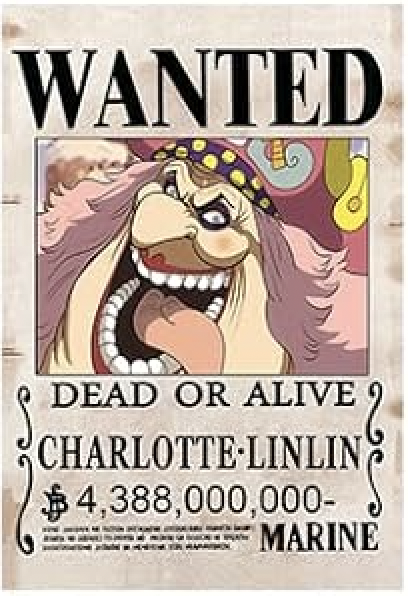 WANTED
DEAD OR ALIVE
CHARLOTTE·LINLIN
฿ 4,388,000,000-
MARINE